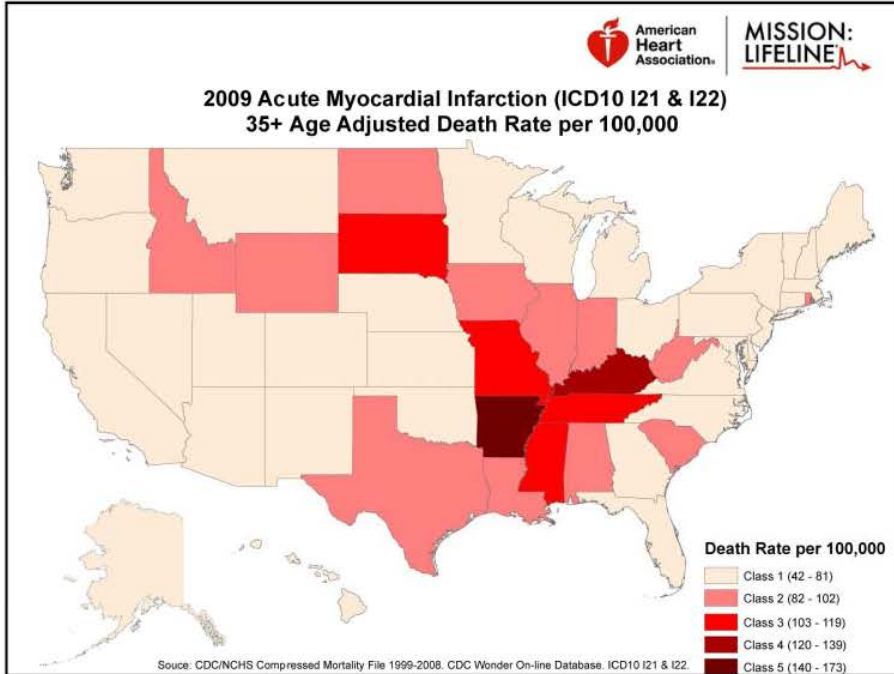 American
Heart
Association®
MISSION:
LIFELINE®
2009 Acute Myocardial Infarction (ICD10 I21 & I22)
35+ Age Adjusted Death Rate per 100,000
Death Rate per 100,000
Class 1 (42 - 81)
Class 2 (82 - 102)
Class 3 (103 - 119)
Class 4 (120 - 139)
Class 5 (140 - 173)
Souce: CDC/NCHS Compressed Mortality File 1999-2008. CDC Wonder On-line Database. ICD10 I21 & I22.